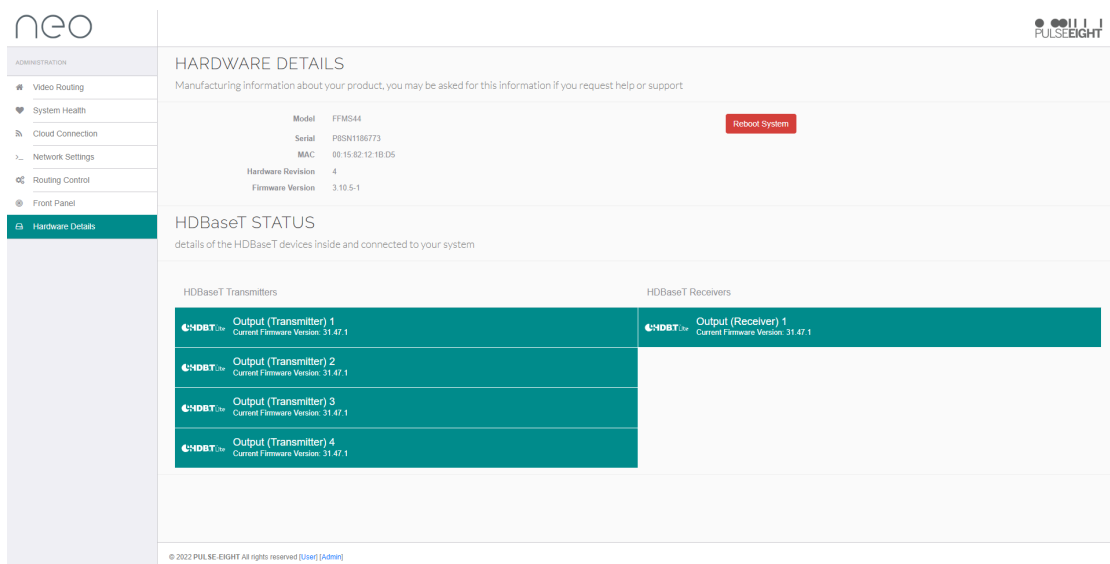 neo
PULSEEIGHT
ADMINISTRATION
Video Routing
System Health
Cloud Connection
Network Settings
Routing Control
Front Panel
Hardware Details
HARDWARE DETAILS
Manufacturing information about your product, you may be asked for this information if you request help or support
Model FFMS44
Serial P8SN1186773
MAC 00:15:82:12:1B:D5
Hardware Revision 4
Firmware Version 3.10.5-1
Reboot System
HDBaseT STATUS
details of the HDBaseT devices inside and connected to your system
HDBaseT Transmitters
HDBT Lite Output (Transmitter) 1
Current Firmware Version: 31.47.1
HDBT Lite Output (Transmitter) 2
Current Firmware Version: 31.47.1
HDBT Lite Output (Transmitter) 3
Current Firmware Version: 31.47.1
HDBT Lite Output (Transmitter) 4
Current Firmware Version: 31.47.1
HDBaseT Receivers
HDBT Lite Output (Receiver) 1
Current Firmware Version: 31.47.1
© 2022 PULSE-EIGHT All rights reserved [User] [Admin]